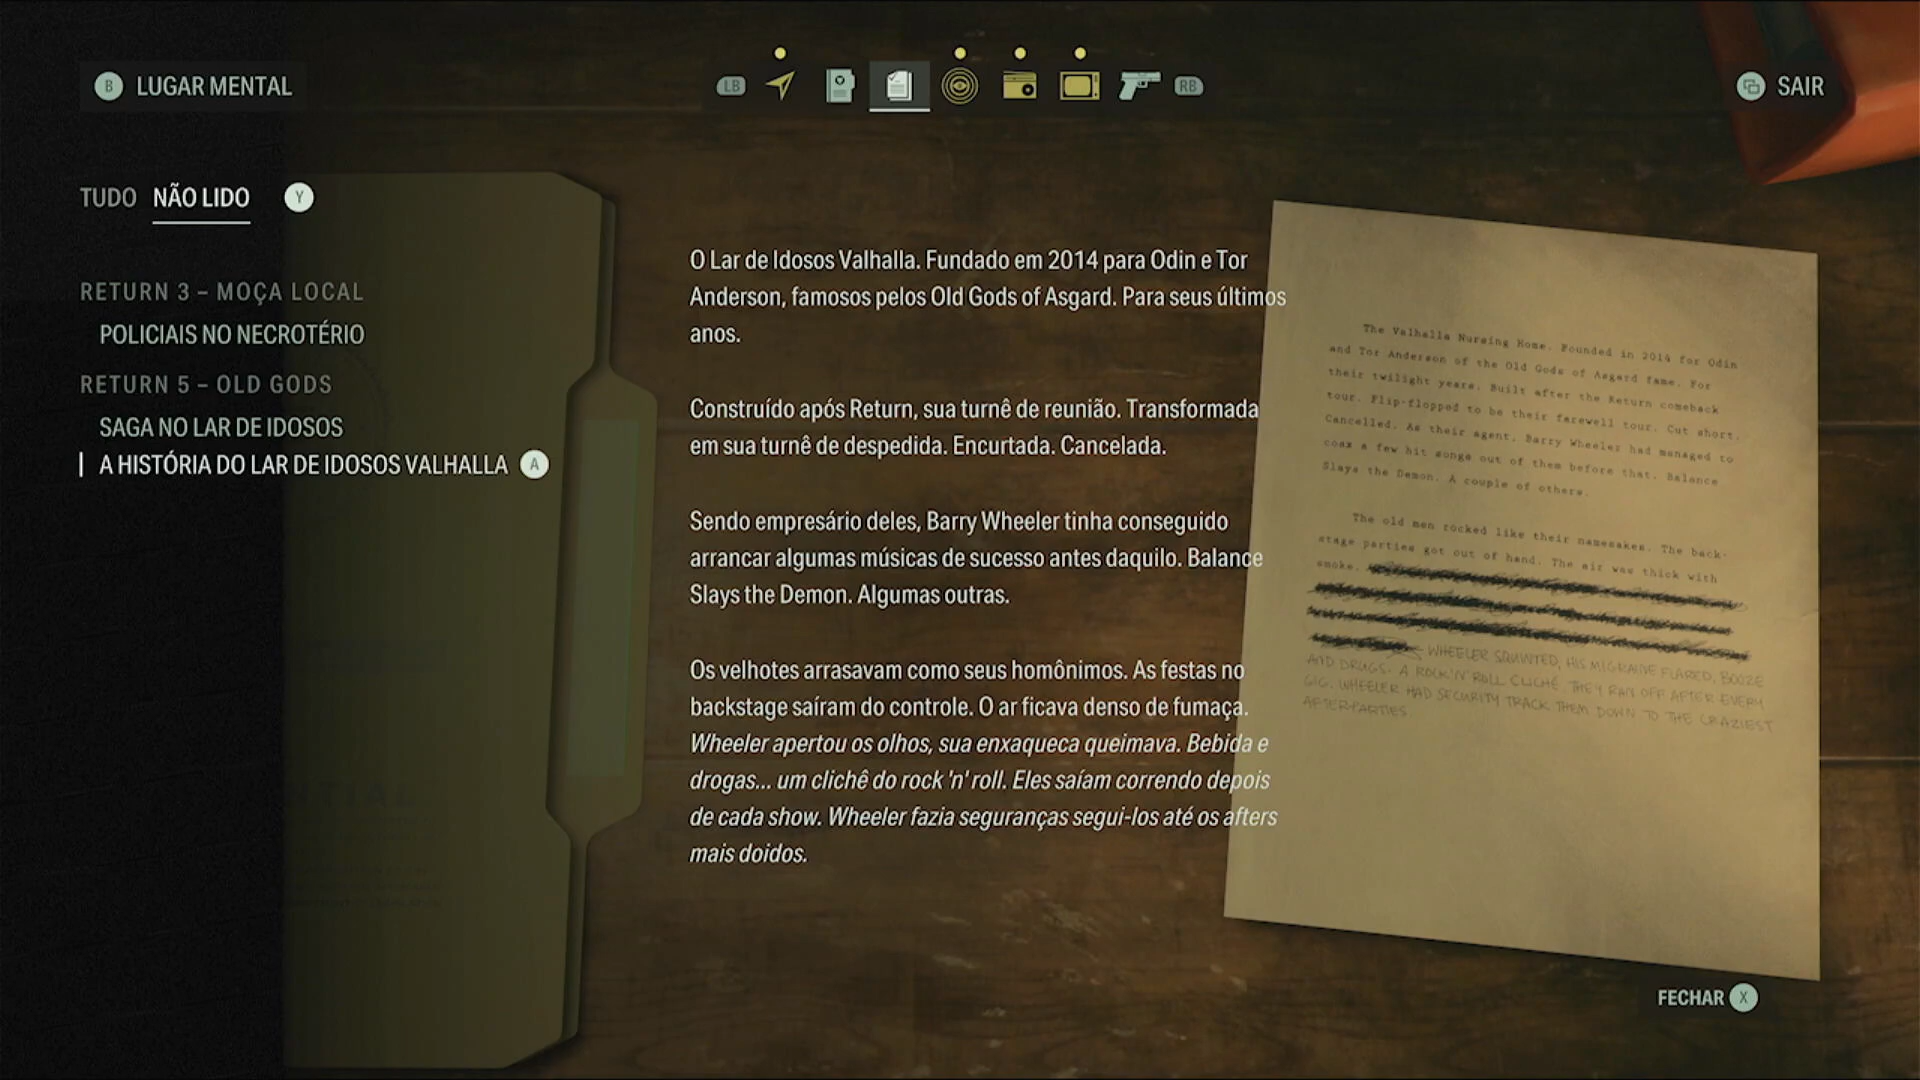 B LUGAR MENTAL
LB
RB
SAIR
TUDO NÃO LIDO Y
RETURN 3 – MOÇA LOCAL
POLICIAIS NO NECROTÉRIO
RETURN 5 – OLD GODS
SAGA NO LAR DE IDOSOS
A HISTÓRIA DO LAR DE IDOSOS VALHALLA A
O Lar de Idosos Valhalla. Fundado em 2014 para Odin e Tor
Anderson, famosos pelos Old Gods of Asgard. Para seus últimos
anos.
Construído após Return, sua turnê de reunião. Transformada
em sua turnê de despedida. Encurtada. Cancelada.
Sendo empresário deles, Barry Wheeler tinha conseguido
arrancar algumas músicas de sucesso antes daquilo. Balance
Slays the Demon. Algumas outras.
Os velhotes arrasavam como seus homônimos. As festas no
backstage saíram do controle. O ar ficava denso de fumaça.
Wheeler apertou os olhos, sua enxaqueca queimava. Bebida e
drogas... um clichê do rock 'n' roll. Eles saíam correndo depois
de cada show. Wheeler fazia seguranças segui-los até os afters
mais doidos.
The Valhalla Nursing Home. Founded in 2014 for Odin
and Tor Anderson of the Old Gods of Asgard fame. For
their twilight years. Built after the Return comeback
tour. Flip-flopped to be their farewell tour. Cut short.
Cancelled. As their agent, Barry Wheeler had managed to
coax a few hit songs out of them before that. Balance
Slays the Demon. A couple of others.
The old men rocked like their namesakes. The back-
stage parties got out of hand. The air was thick with
smoke.
WHEELER SQUINTED, HIS MIGRAINE FLARED, BOOZE
AND DRUGS. A ROCK'N'ROLL CLICHÉ. THEY RAN OFF AFTER EVERY
GIG. WHEELER HAD SECURITY TRACK THEM DOWN TO THE CRAZIEST
AFTERPARTIES.
FECHAR X